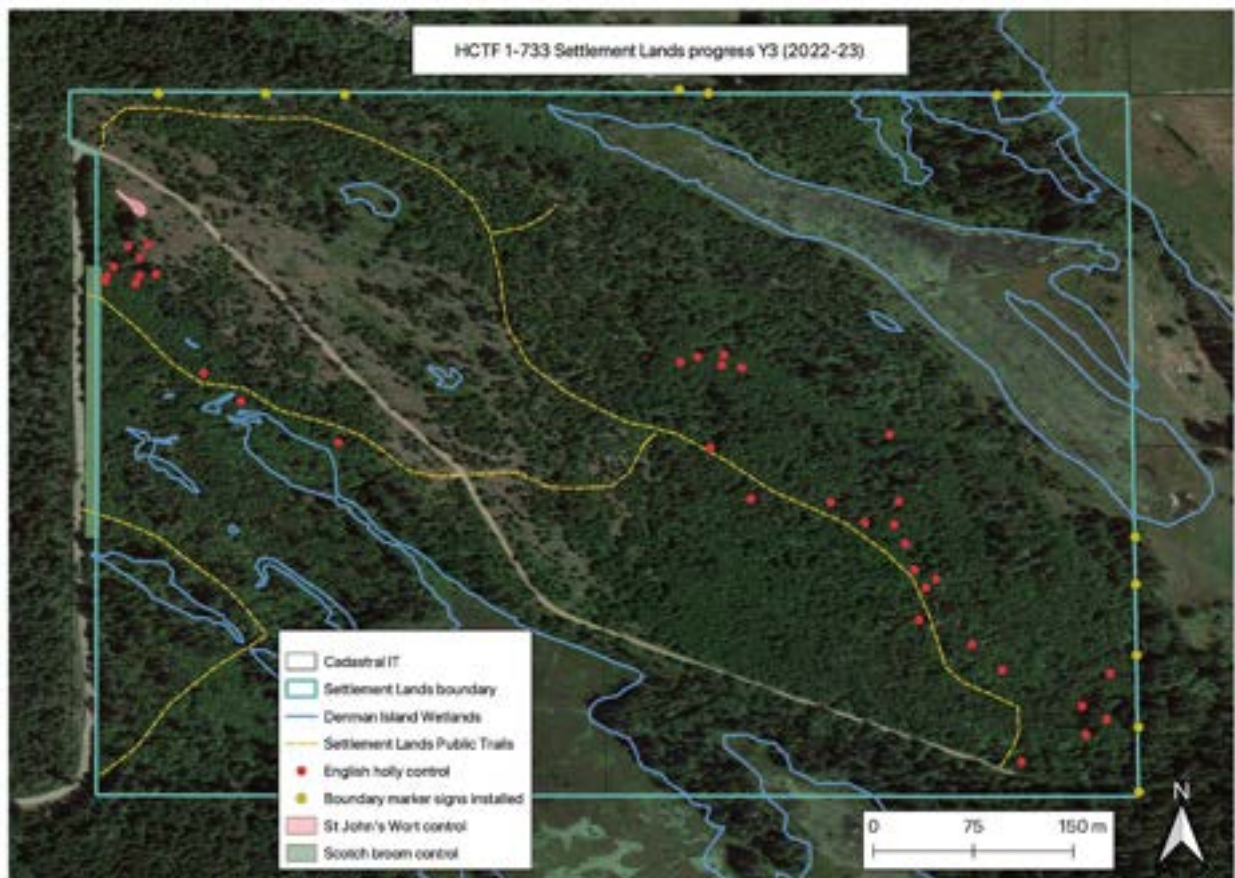 HCTF 1-733 Settlement Lands progress Y3 (2022-23)
Cadastral IT
Settlement Lands boundary
Denman Island Wetlands
Settlement Lands Public Trails
English holly control
Boundary marker signs installed
St John's Wort control
Scotch broom control
N
0 75 150 m